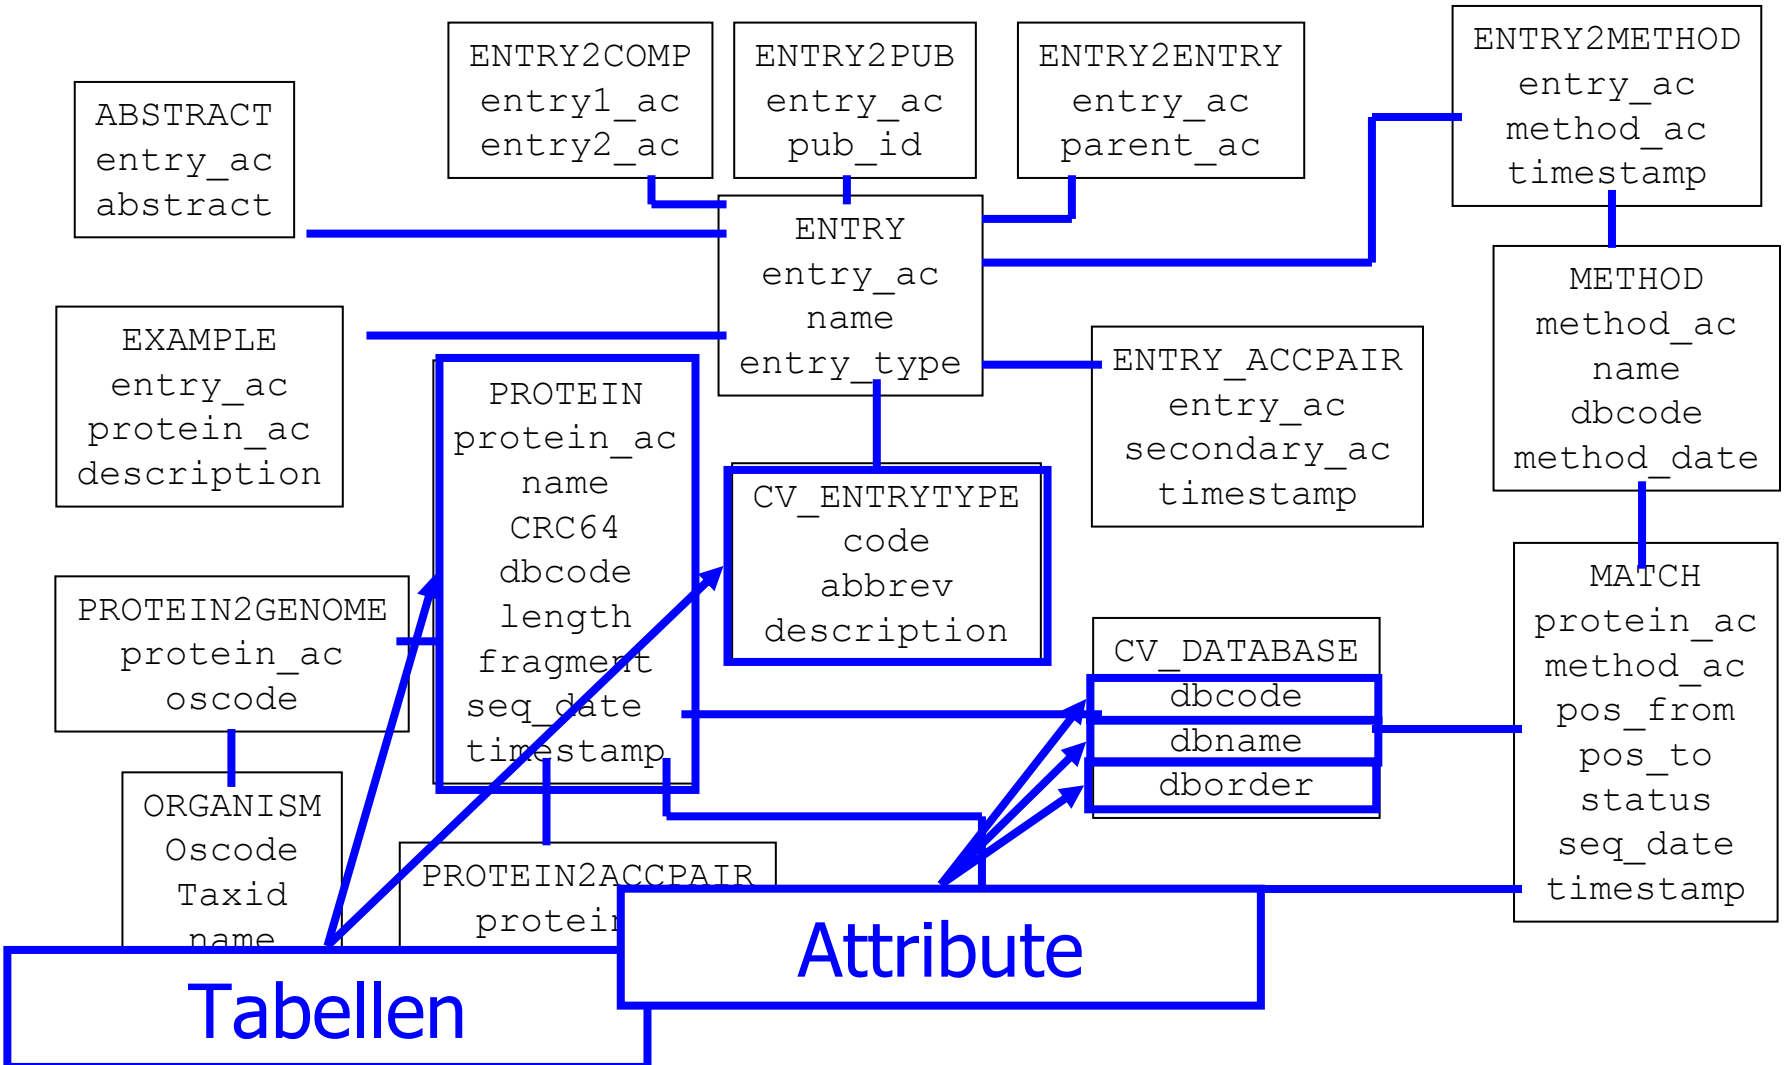 ENTRY2COMP
entry1_ac
entry2_ac
ENTRY2PUB
entry_ac
pub_id
ENTRY2ENTRY
entry_ac
parent_ac
ENTRY2METHOD
entry_ac
method_ac
timestamp
ABSTRACT
entry_ac
abstract
ENTRY
entry_ac
name
entry_type
METHOD
method_ac
name
dbcode
method_date
EXAMPLE
entry_ac
protein_ac
description
PROTEIN
protein_ac
name
CRC64
dbcode
length
fragment
seq_date
timestamp
ENTRY_ACCPAIR
entry_ac
secondary_ac
timestamp
CV_ENTRYTYPE
code
abbrev
description
PROTEIN2GENOME
protein_ac
oscode
CV_DATABASE
dbcode
dbname
dborder
MATCH
protein_ac
method_ac
pos_from
pos_to
status
seq_date
timestamp
ORGANISM
Oscode
Taxid
name
PROTEIN2ACCPAIR
protein
Attribute
Tabellen